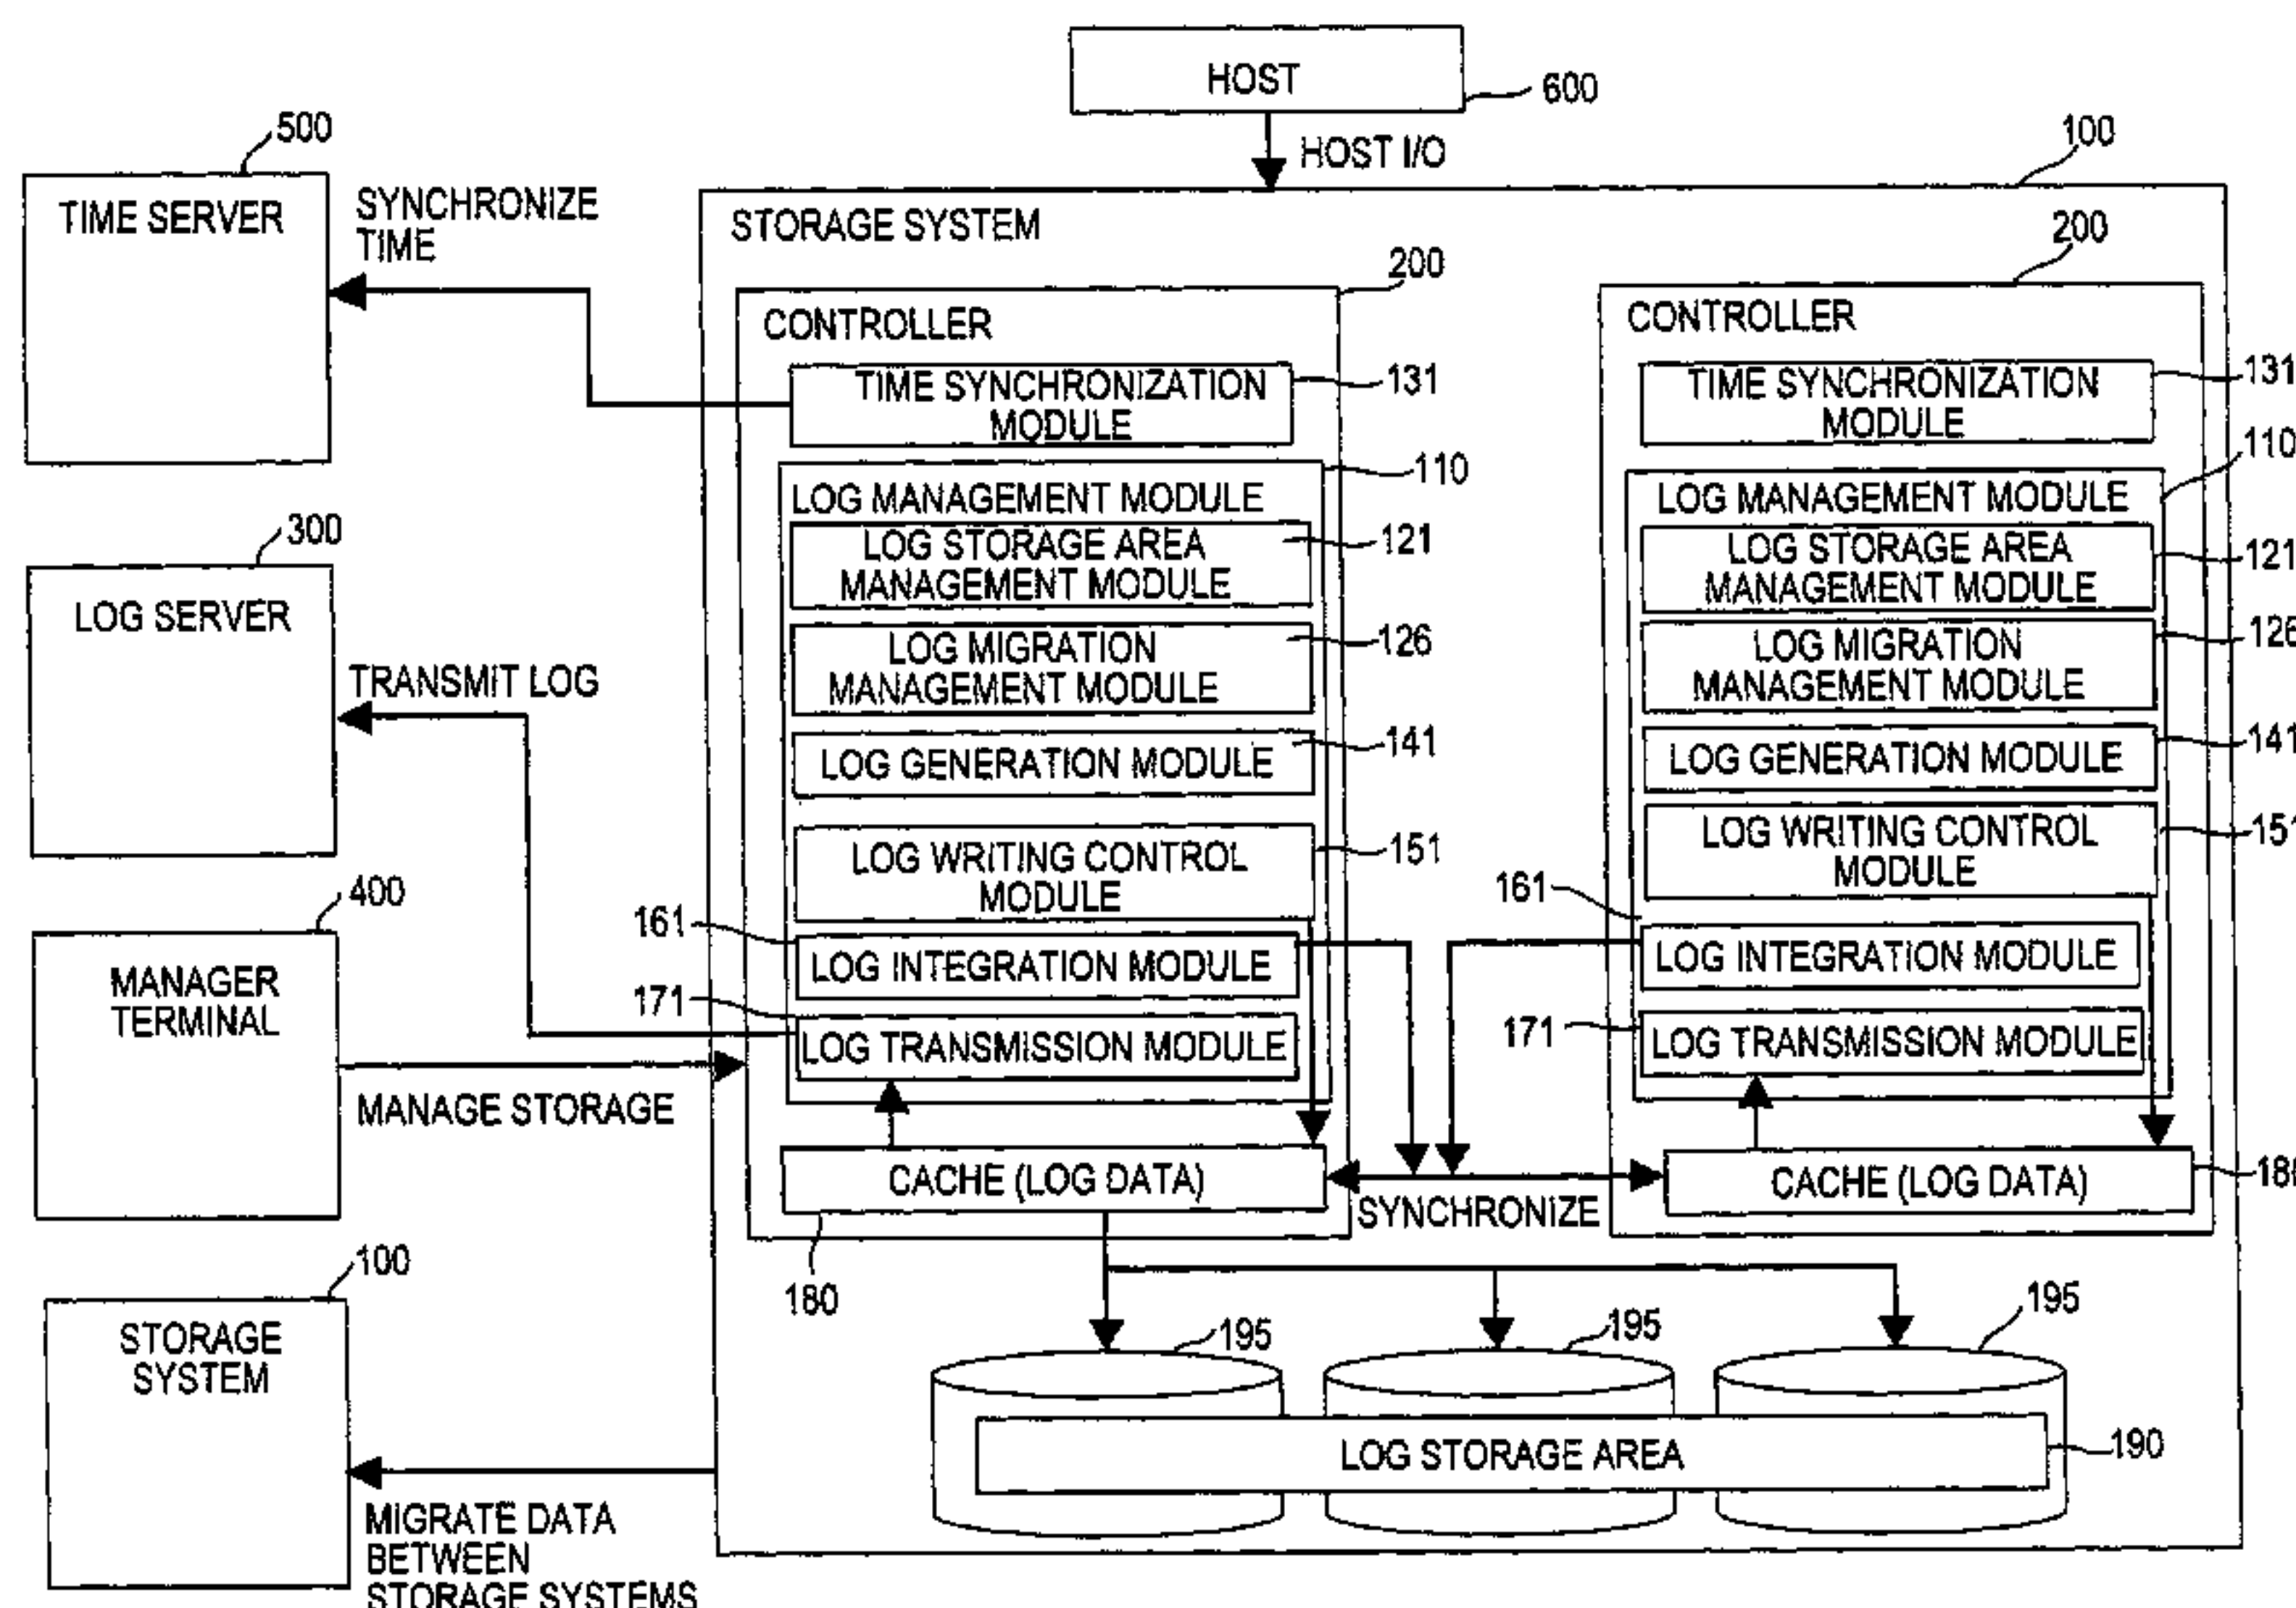 HOST
600
HOST I/O
100
500
TIME SERVER
SYNCHRONIZE
TIME
STORAGE SYSTEM
200
CONTROLLER
TIME SYNCHRONIZATION
MODULE
131
110
LOG MANAGEMENT MODULE
LOG STORAGE AREA
MANAGEMENT MODULE
121
LOG MIGRATION
MANAGEMENT MODULE
126
LOG GENERATION MODULE
141
LOG WRITING CONTROL
MODULE
151
161
LOG INTEGRATION MODULE
171
LOG TRANSMISSION MODULE
CACHE (LOG DATA)
180
200
CONTROLLER
TIME SYNCHRONIZATION
MODULE
131
110
LOG MANAGEMENT MODULE
LOG STORAGE AREA
MANAGEMENT MODULE
121
LOG MIGRATION
MANAGEMENT MODULE
126
LOG GENERATION MODULE
141
LOG WRITING CONTROL
MODULE
151
161
LOG INTEGRATION MODULE
171
LOG TRANSMISSION MODULE
CACHE (LOG DATA)
180
SYNCHRONIZE
300
LOG SERVER
TRANSMIT LOG
400
MANAGER
TERMINAL
MANAGE STORAGE
100
STORAGE
SYSTEM
MIGRATE DATA
BETWEEN
STORAGE SYSTEMS
195
195
195
LOG STORAGE AREA
190